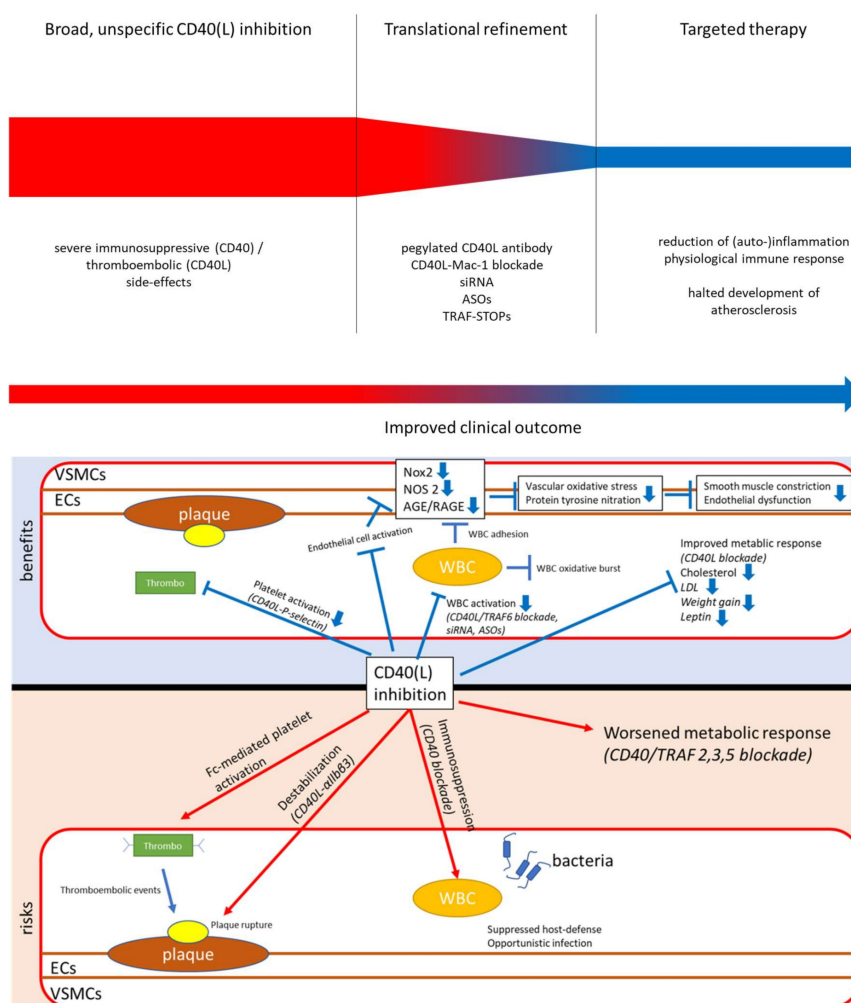 Broad, unspecific CD40(L) inhibition
Translational refinement
Targeted therapy
severe immunosuppressive (CD40) /
thromboembolic (CD40L)
side-effects
pegylated CD40L antibody
CD40L-Mac-1 blockade
siRNA
ASOs
TRAF-STOPs
reduction of (auto-)inflammation
physiological immune response
halted development of
atherosclerosis
Improved clinical outcome
benefits
VSMCs
ECs
plaque
Thrombo
Platelet activation
(CD40L-P-selectin)
Endothelial cell activation
Nox2
NOS 2
AGE/RAGE
Vascular oxidative stress
Protein tyrosine nitration
Smooth muscle constriction
Endothelial dysfunction
WBC adhesion
WBC
WBC oxidative burst
WBC activation
(CD40L/TRAF6 blockade,
siRNA, ASOs)
Improved metablic response
(CD40L blockade)
Cholesterol
LDL
Weight gain
Leptin
CD40(L)
inhibition
risks
Fc-mediated platelet
activation
Destabilization
(CD40L-αIIbβ3)
Immunosuppression
(CD40 blockade)
Worsened metabolic response
(CD40/TRAF 2,3,5 blockade)
Thrombo
Thromboembolic events
Plaque rupture
plaque
WBC
bacteria
Suppressed host-defense
Opportunistic infection
ECs
VSMCs